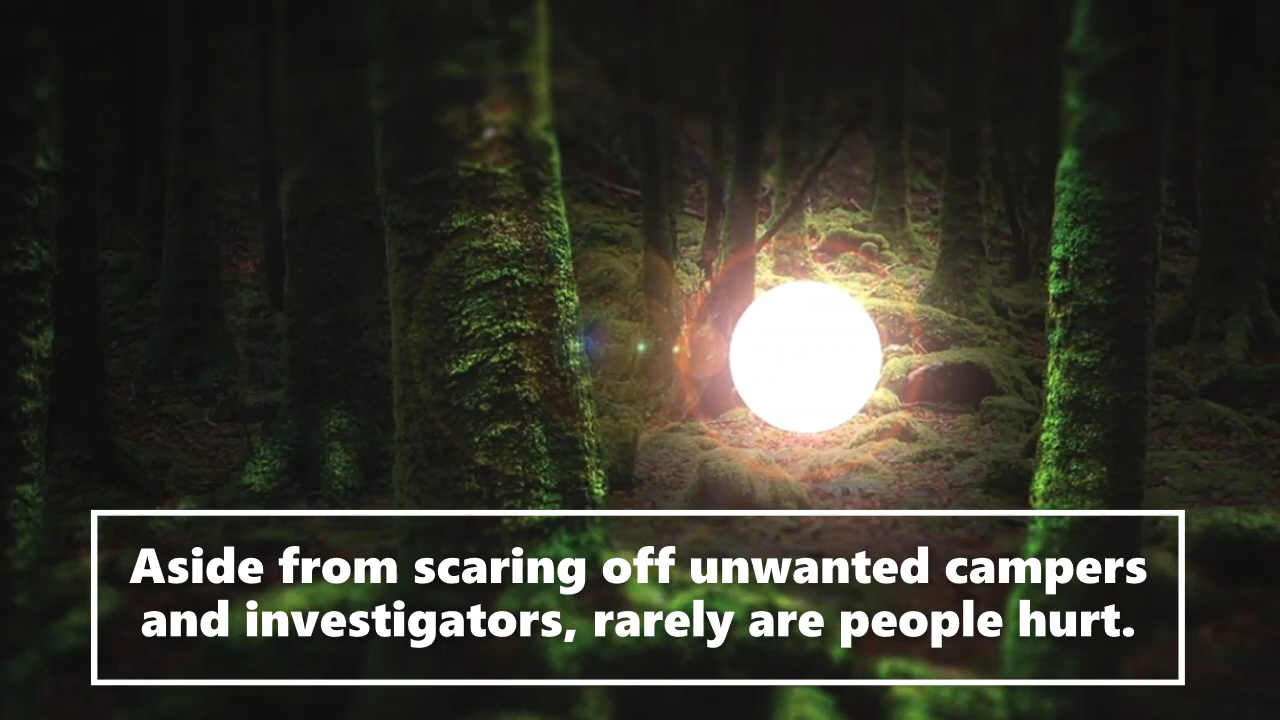 Aside from scaring off unwanted campers
and investigators, rarely are people hurt.